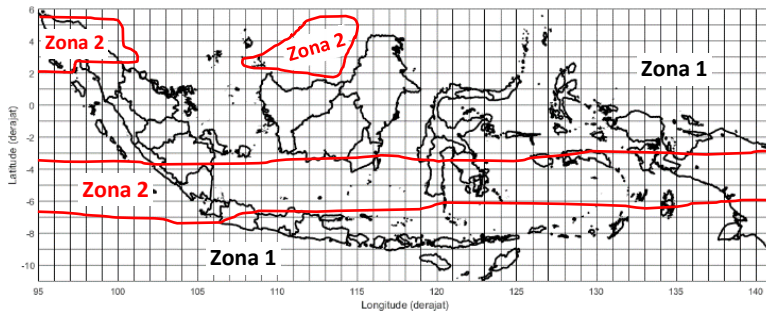 6
4
2
0
-2
-4
-6
-8
-10
Latitude (derajat)
Zona 2
Zona 2
Zona 1
Zona 2
Zona 1
95 100 105 110 115 120 125 130 135 140
Longitude (derajat)